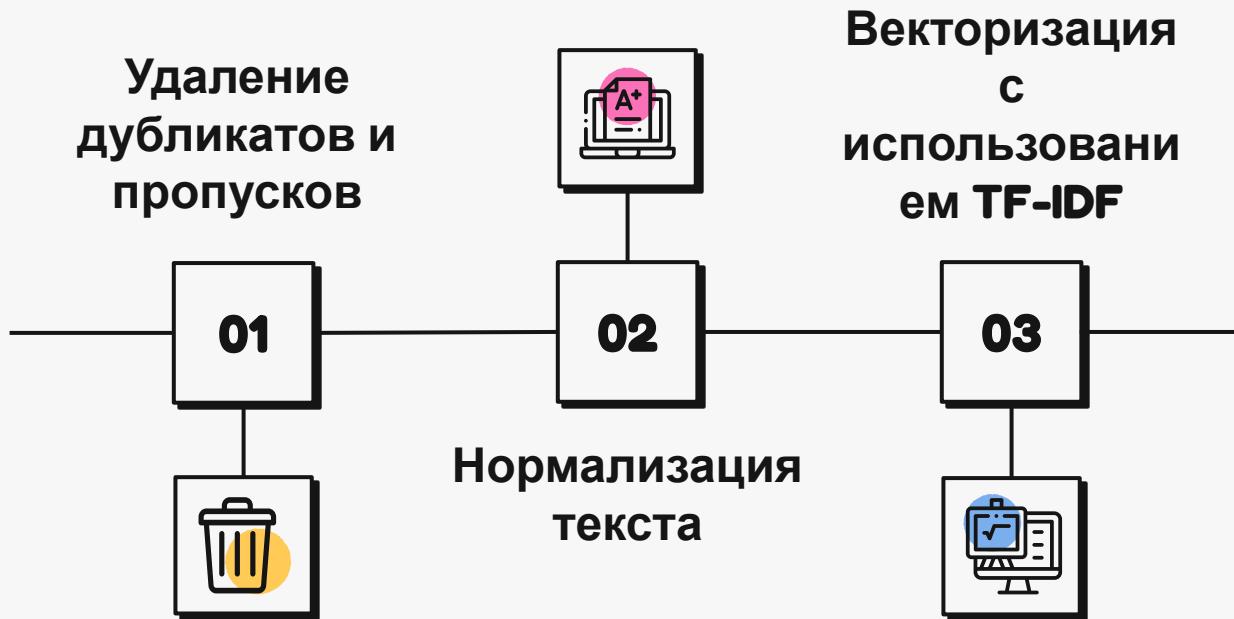 Удаление
дубликатов и
пропусков
01
A+
02
Нормализация
текста
Векторизация
с
использовани
ем TF-IDF
03